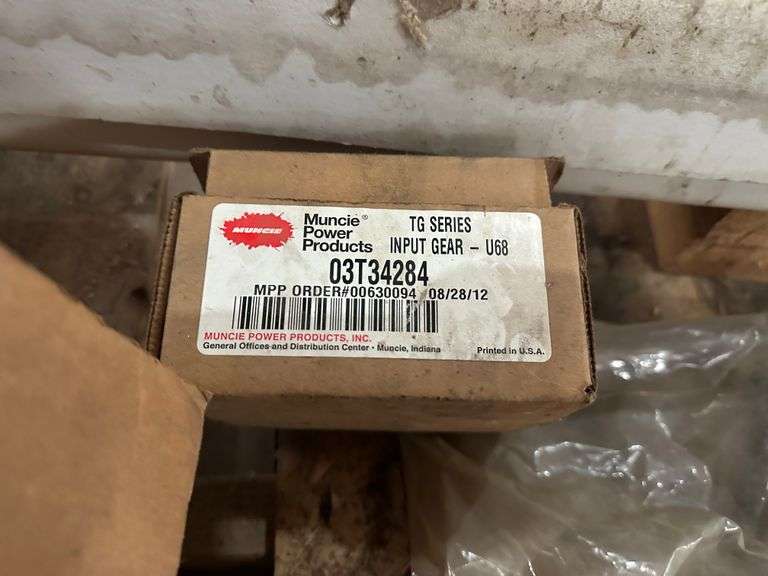 MUNCIE
Muncie® Power Products
TG SERIES
INPUT GEAR - U68
03T34284
MPP ORDER#00630094 08/28/12
MUNCIE POWER PRODUCTS, INC.
General Offices and Distribution Center • Muncie, Indiana
Printed in U.S.A.